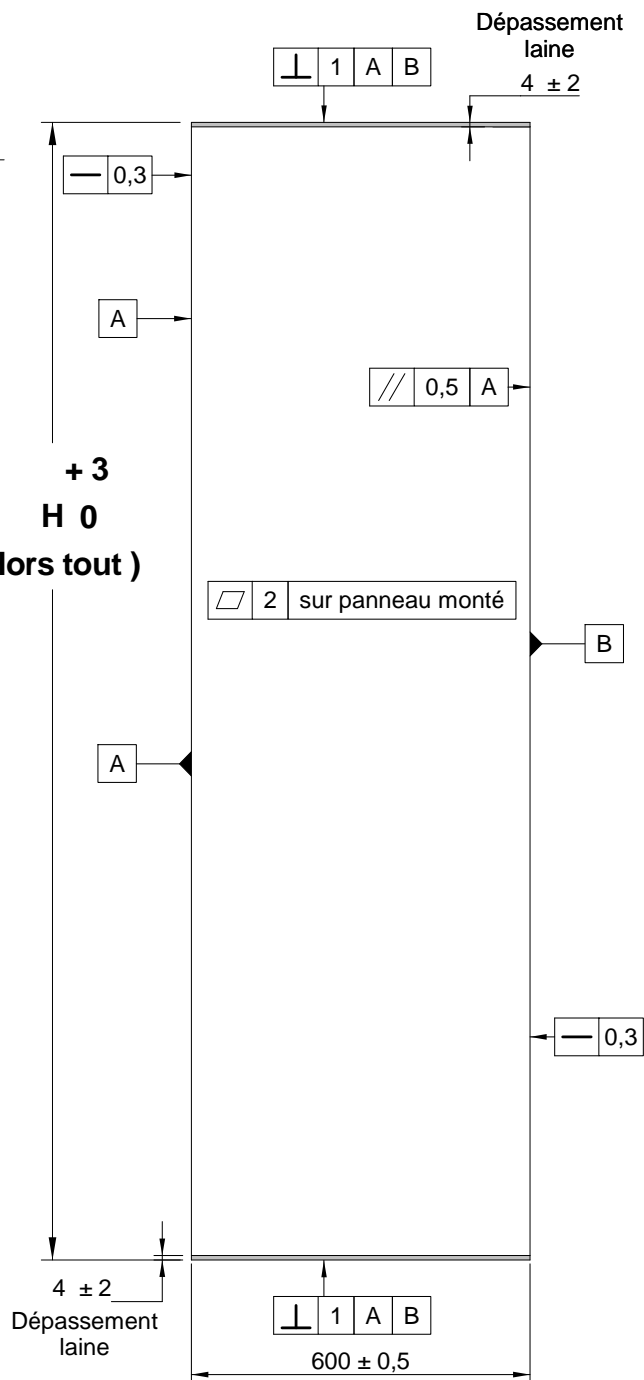 Dépassement
laine
4 ± 2
⊥ 1 A B
— 0,3
A
// 0,5 A
+ 3
H 0
lors tout )
⏥ 2 sur panneau monté
B
A
— 0,3
4 ± 2
Dépassement
laine
⊥ 1 A B
600 ± 0,5